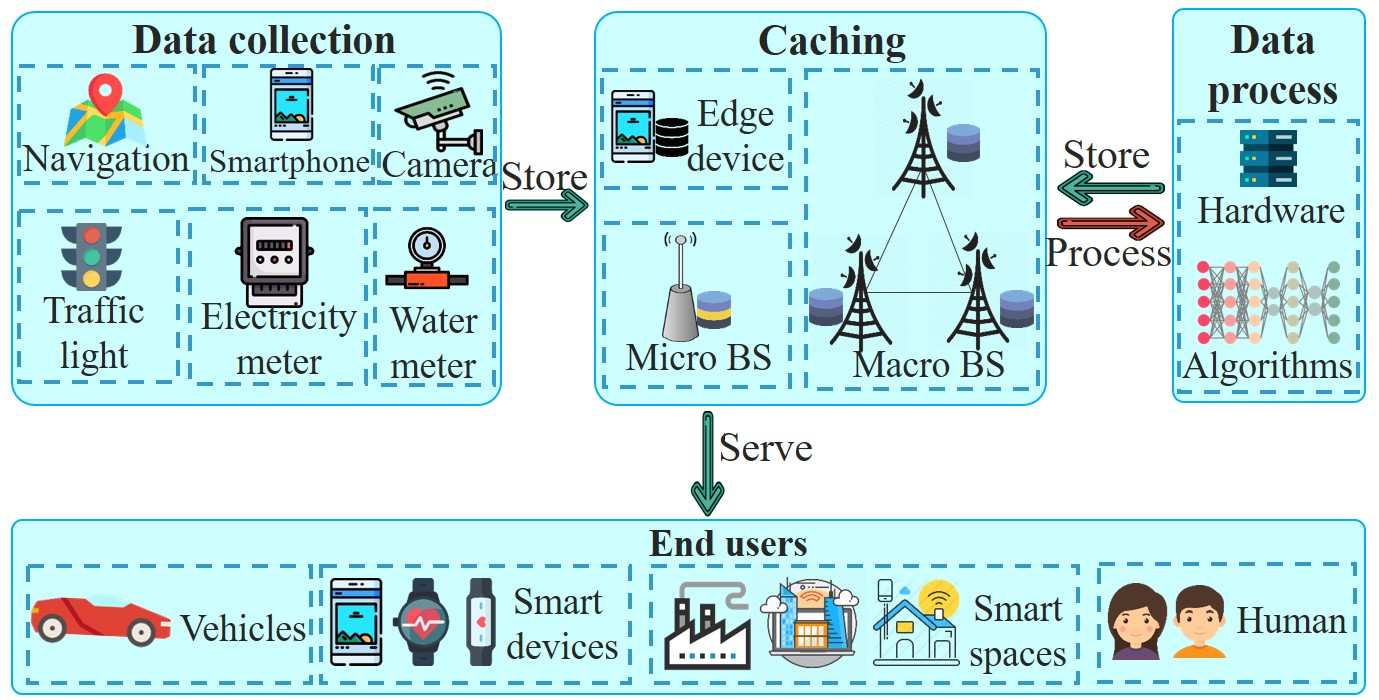 Data collection
Navigation
Smartphone
Camera
Traffic
light
Electricity
meter
Water
meter
Store
Caching
Edge
device
Micro BS
Macro BS
Store
Process
Data
process
Hardware
Algorithms
Serve
End users
Vehicles
Smart
devices
Smart
spaces
Human